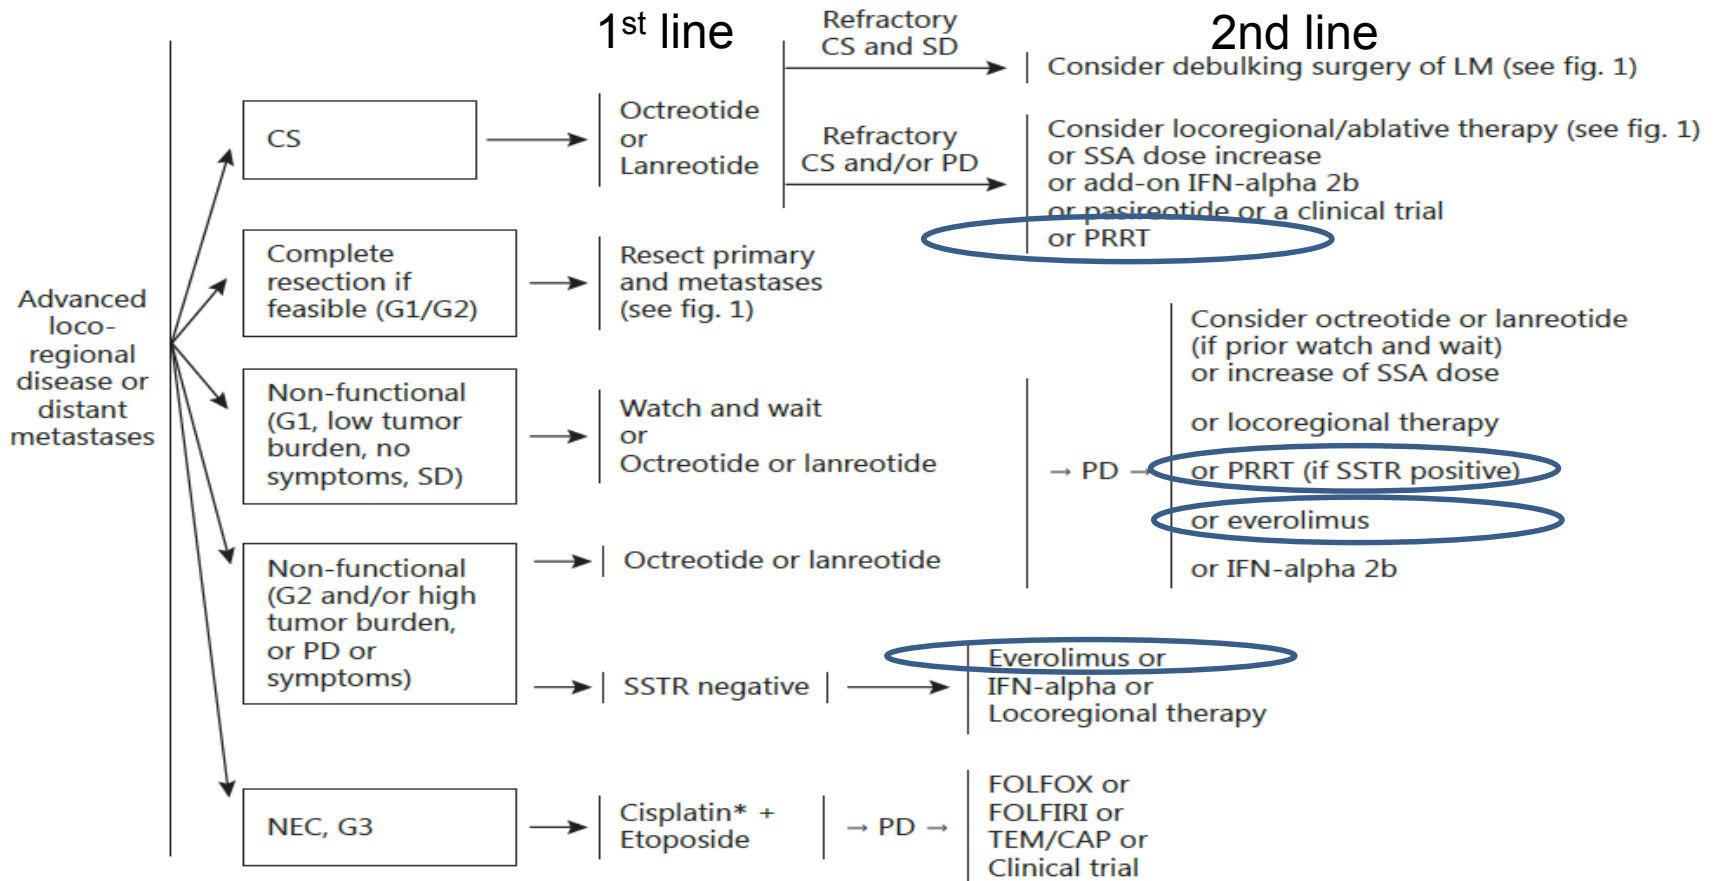 1st line
2nd line
Refractory
CS and SD
Consider debulking surgery of LM (see fig. 1)
CS
Octreotide
or
Lanreotide
Refractory
CS and/or PD
Consider locoregional/ablative therapy (see fig. 1)
or SSA dose increase
or add-on IFN-alpha 2b
or pasireotide or a clinical trial
or PRRT
Complete
resection if
feasible (G1/G2)
Resect primary
and metastases
(see fig. 1)
Advanced
loco-
regional
disease or
distant
metastases
Non-functional
(G1, low tumor
burden, no
symptoms, SD)
Watch and wait
or
Octreotide or lanreotide
→ PD →
Consider octreotide or lanreotide
(if prior watch and wait)
or increase of SSA dose
or locoregional therapy
or PRRT (if SSTR positive)
or everolimus
or IFN-alpha 2b
Non-functional
(G2 and/or high
tumor burden,
or PD or
symptoms)
Octreotide or lanreotide
SSTR negative
Everolimus or
IFN-alpha or
Locoregional therapy
NEC, G3
Cisplatin* +
Etoposide
→ PD →
FOLFOX or
FOLFIRI or
TEM/CAP or
Clinical trial